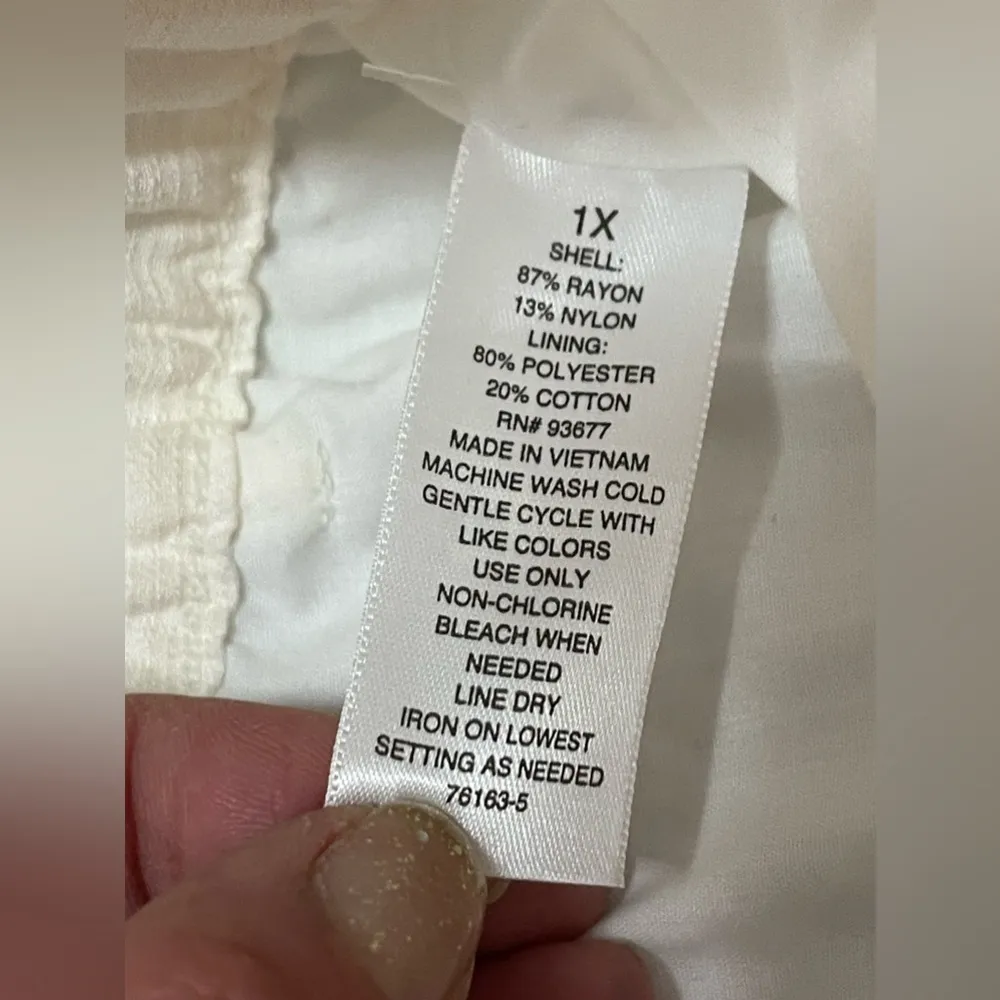 1X
SHELL:
87% RAYON
13% NYLON
LINING:
80% POLYESTER
20% COTTON
RN# 93677
MADE IN VIETNAM
MACHINE WASH COLD
GENTLE CYCLE WITH
LIKE COLORS
USE ONLY
NON-CHLORINE
BLEACH WHEN
NEEDED
LINE DRY
IRON ON LOWEST
SETTING AS NEEDED
76163-5